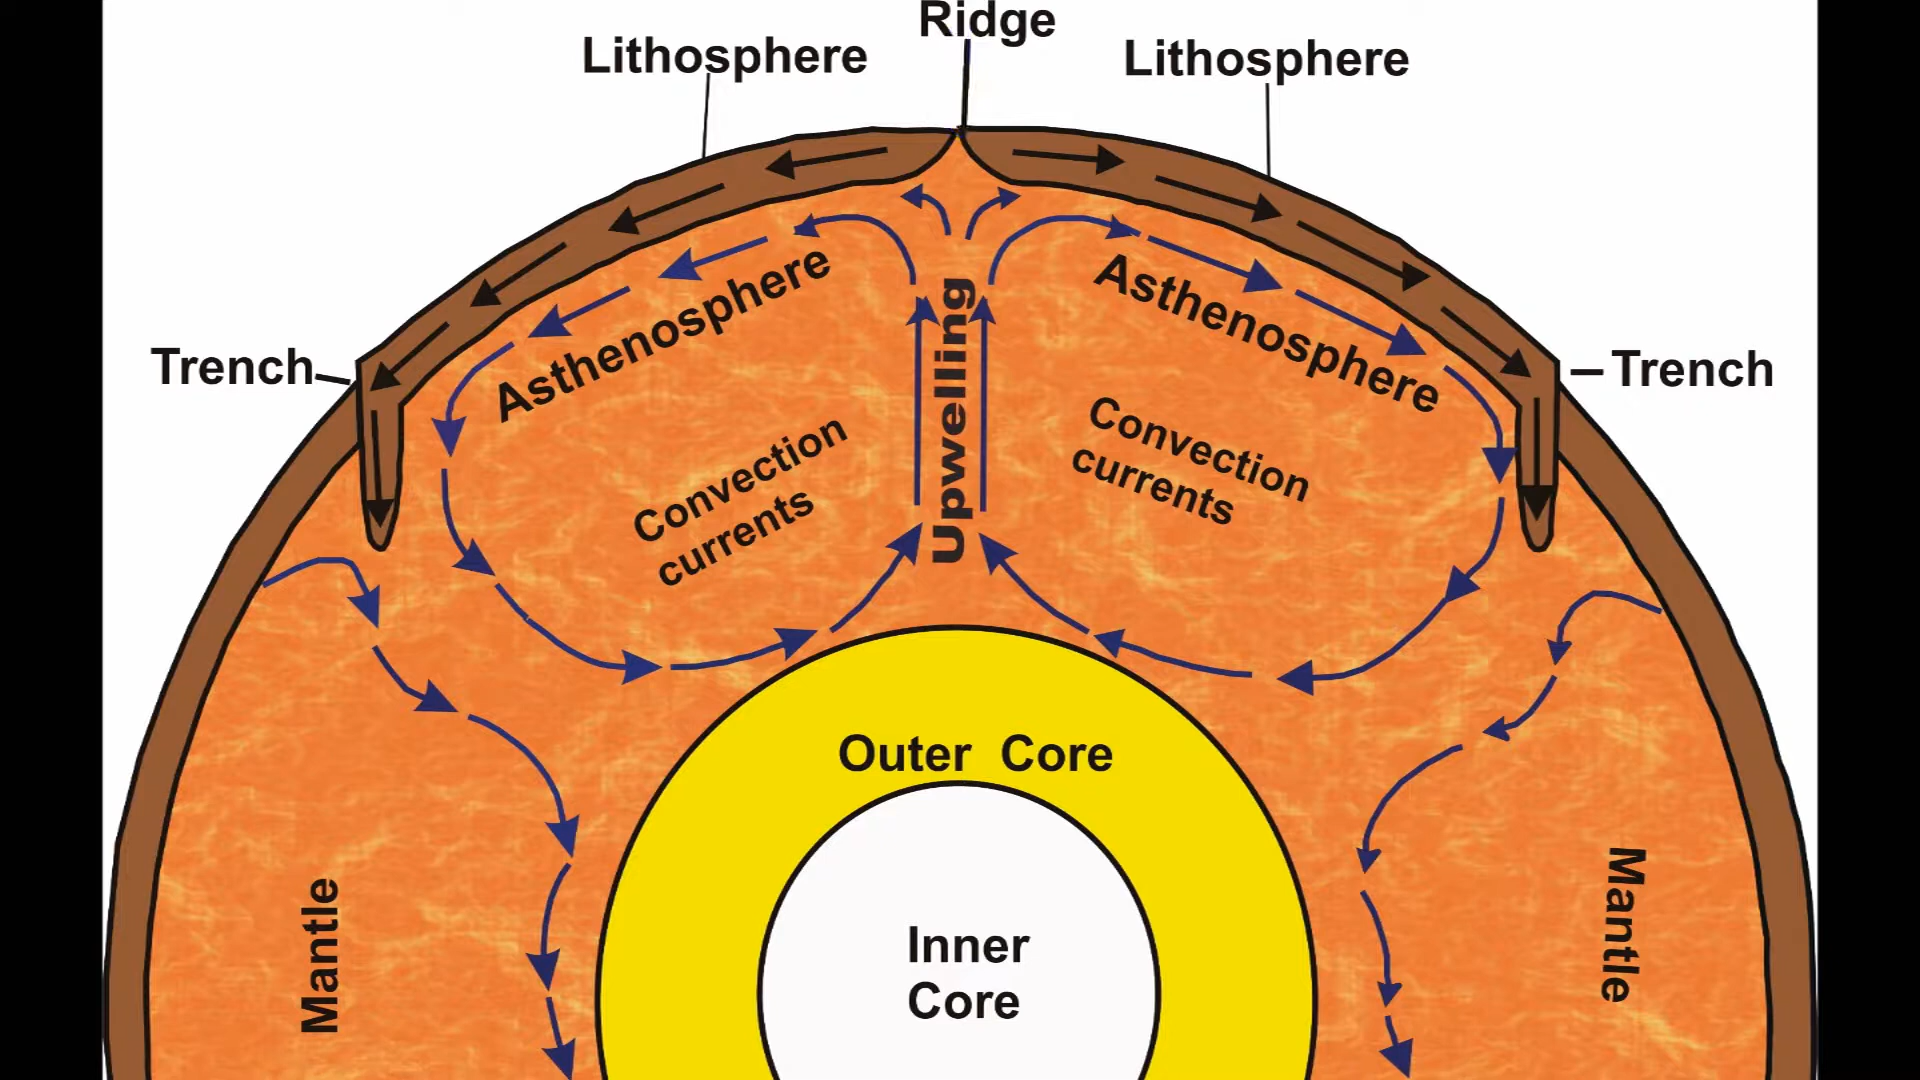 Ridge
Lithosphere
Lithosphere
Trench
Trench
Asthenosphere
Asthenosphere
Upwelling
Convection
currents
Convection
currents
Outer Core
Inner
Core
Mantle
Mantle